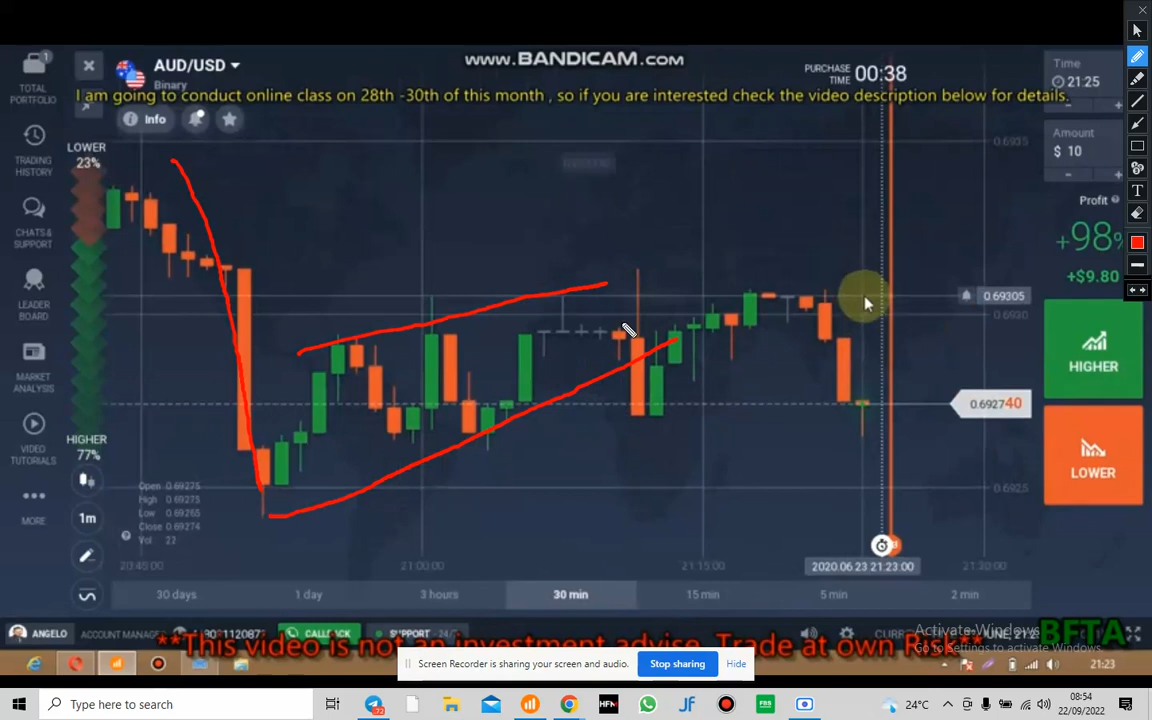 www.BANDICAM.com
AUD/USD
Binary
PURCHASE TIME 00:38
Time
21:25
I am going to conduct online class on 28th -30th of this month , so if you are interested check the video description below for details.
TOTAL PORTFOLIO
1
Info
Amount
$ 10
LOWER
23%
0.6935
TRADING HISTORY
Profit
+98%
+$9.80
CHATS & SUPPORT
LEADER BOARD
0.69305
0.6930
HIGHER
MARKET ANALYSIS
0.692740
HIGHER
77%
VIDEO TUTORIALS
LOWER
MORE
Open 0.69275
High 0.69275
Low 0.69265
Close 0.69274
Vol 22
0.6925
1m
20:45:00
21:00:00
21:15:00
2020.06.23 21:23:00
21:30:00
30 days
1 day
3 hours
30 min
15 min
5 min
2 min
ANGELO
ACCOUNT MANAGE
CALL BACK
SUPPORT
**This video is not an investment advise. Trade at own Risk**
BFTA
Activate Windows
Go to Settings to activate Windows.
21:23
Screen Recorder is sharing your screen and audio.
Stop sharing
Hide
Type here to search
HFM
JF
FBS
24°C
08:54
22/09/2022